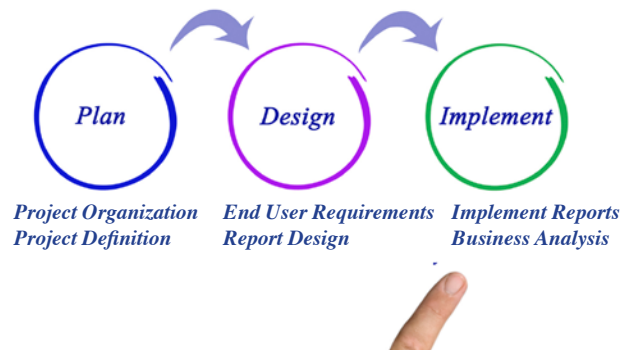 Plan
Design
Implement
Project Organization
Project Definition
End User Requirements
Report Design
Implement Reports
Business Analysis